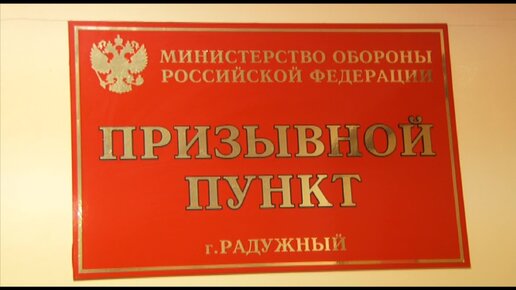 МИНИСТЕРСТВО ОБОРОНЫ
РОССИЙСКОЙ ФЕДЕРАЦИИ
ПРИЗЫВНОЙ
ПУНКТ
г.РАДУЖНЫЙ